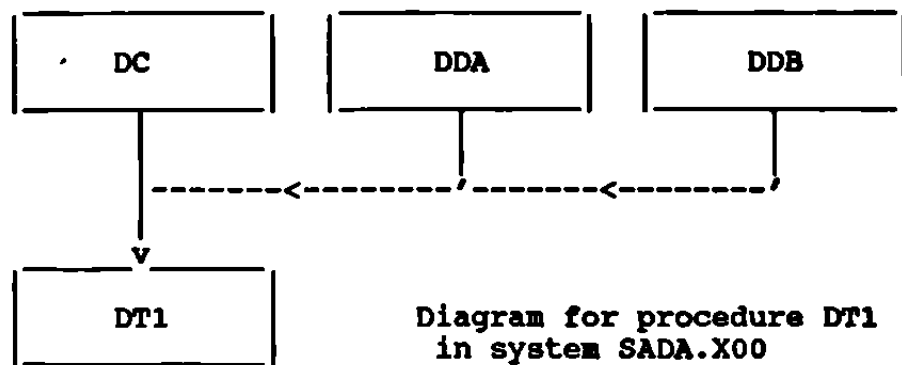 DC DDA DDB
DT1
Diagram for procedure DT1
in system SADA.X00